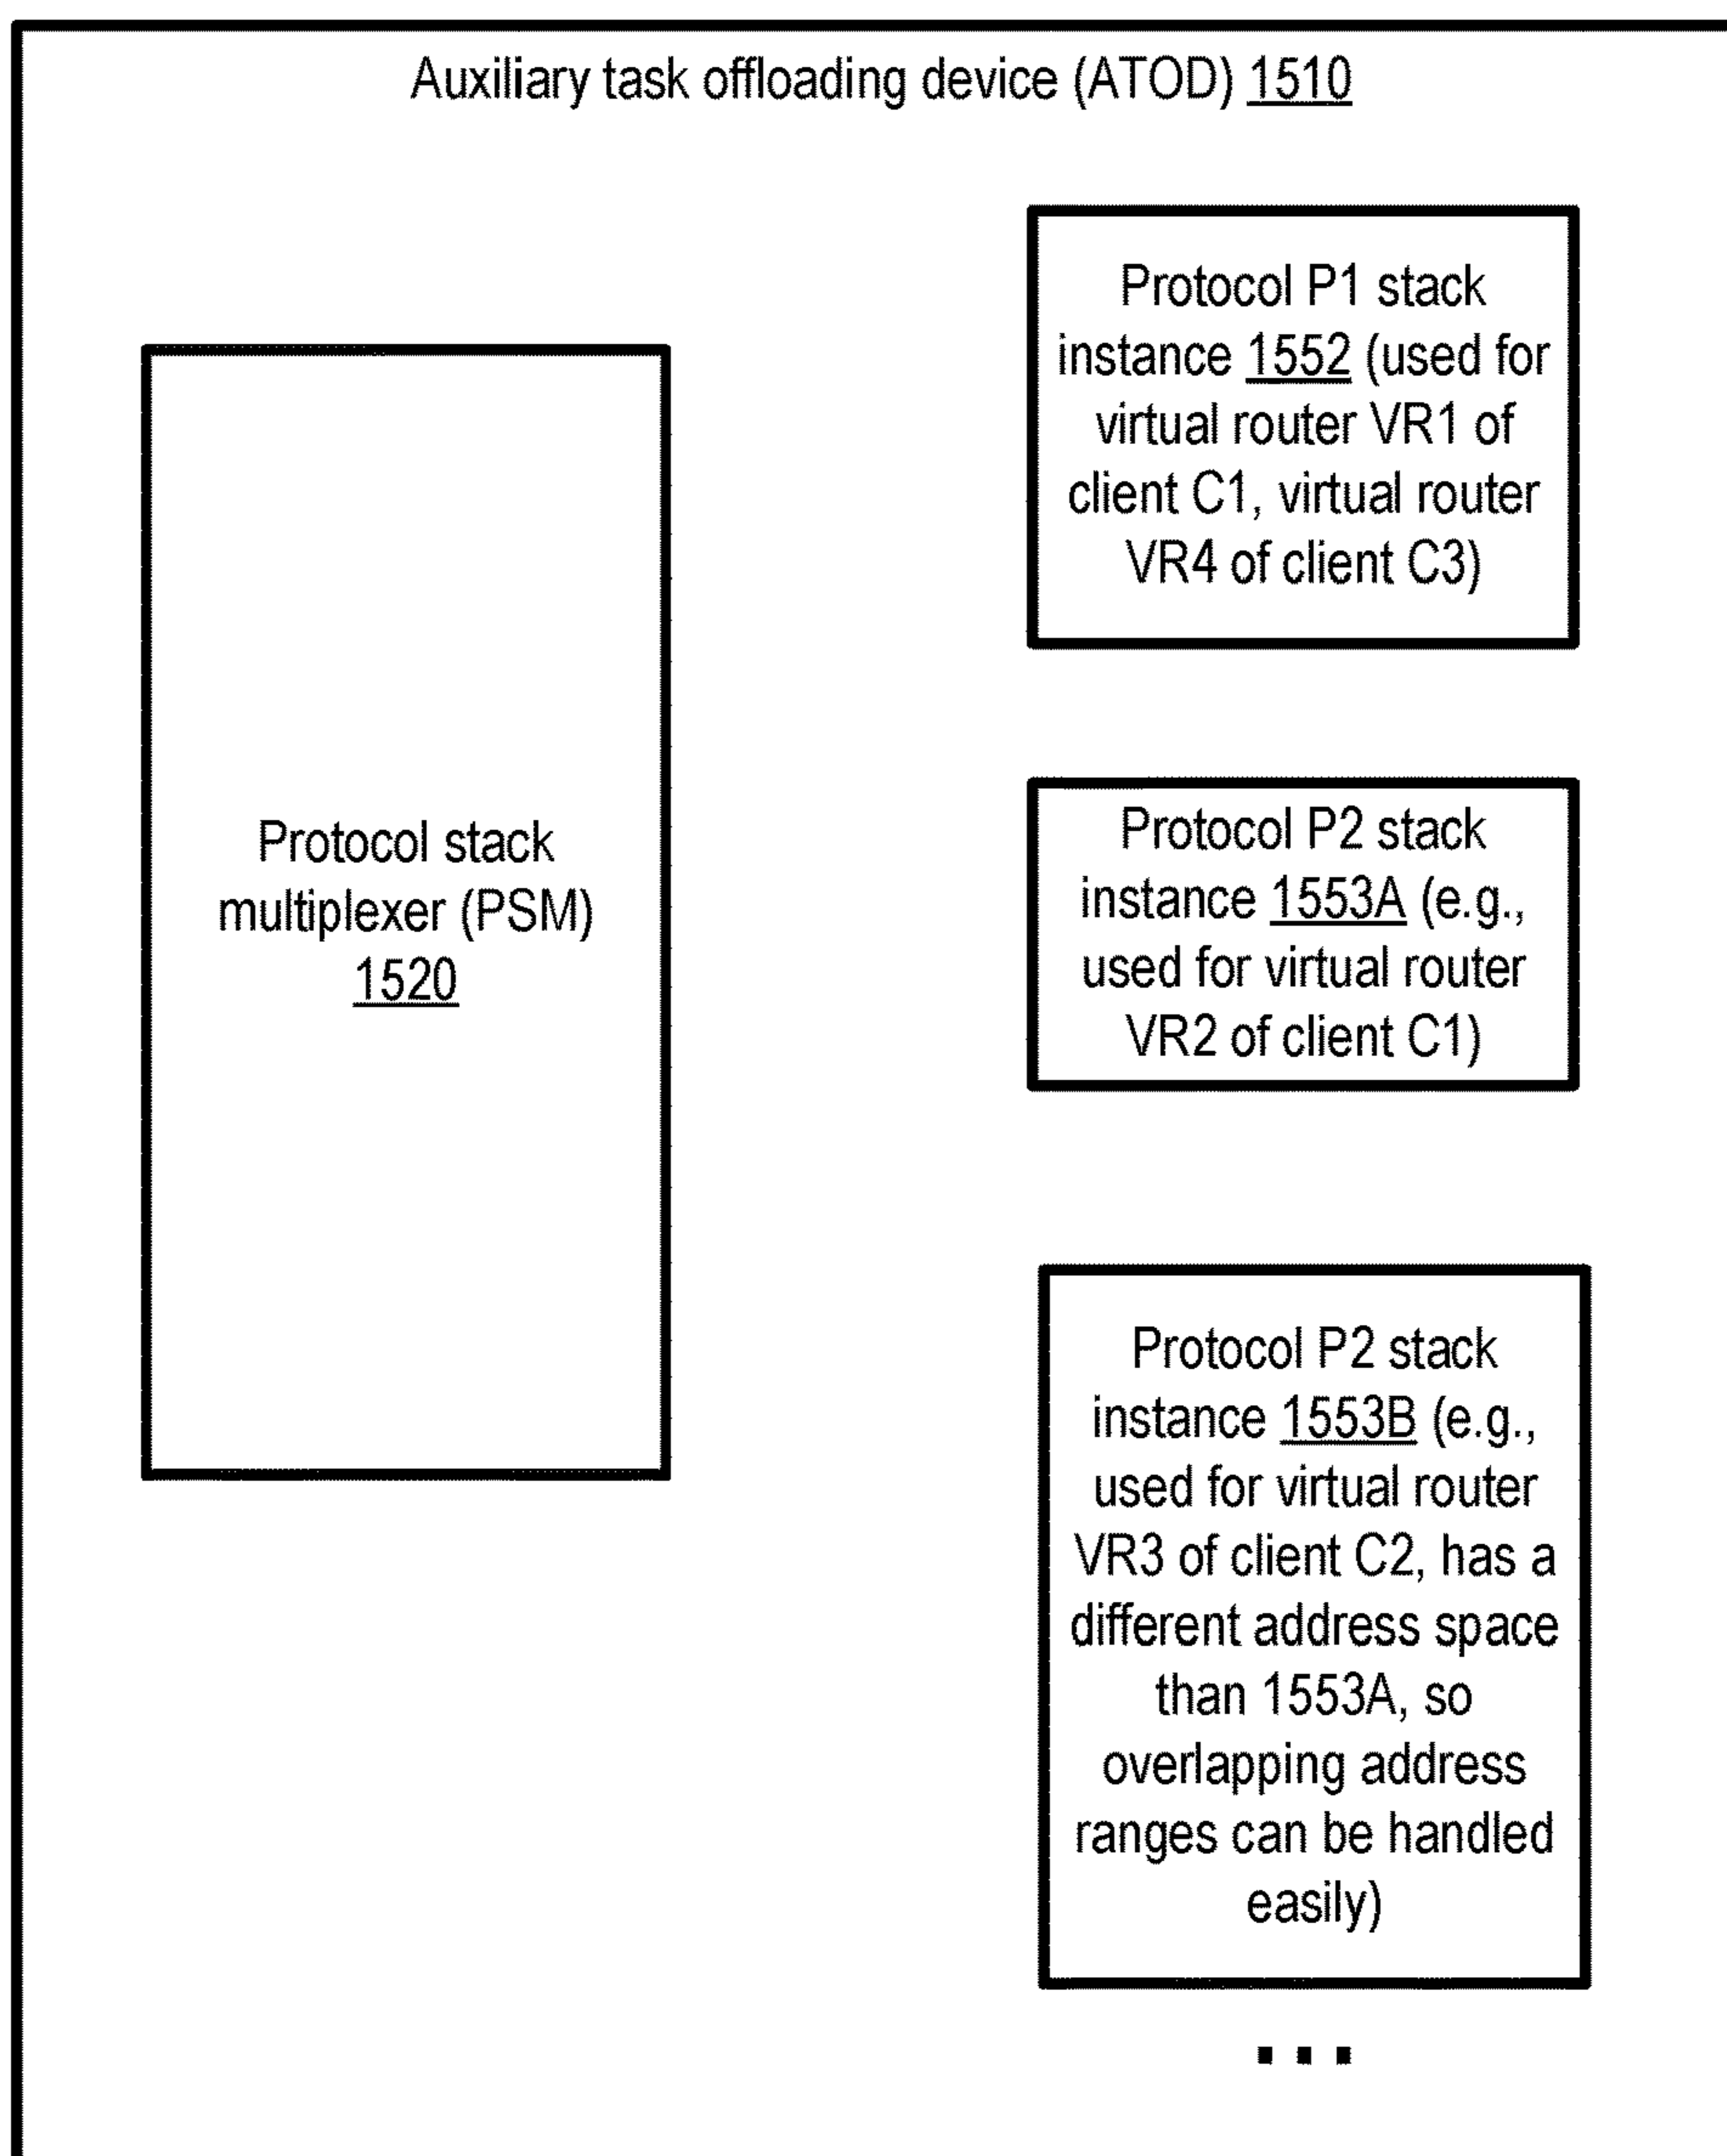 Auxiliary task offloading device (ATOD) 1510
Protocol stack
multiplexer (PSM)
1520
Protocol P1 stack
instance 1552 (used for
virtual router VR1 of
client C1, virtual router
VR4 of client C3)
Protocol P2 stack
instance 1553A (e.g.,
used for virtual router
VR2 of client C1)
Protocol P2 stack
instance 1553B (e.g.,
used for virtual router
VR3 of client C2, has a
different address space
than 1553A, so
overlapping address
ranges can be handled
easily)
...